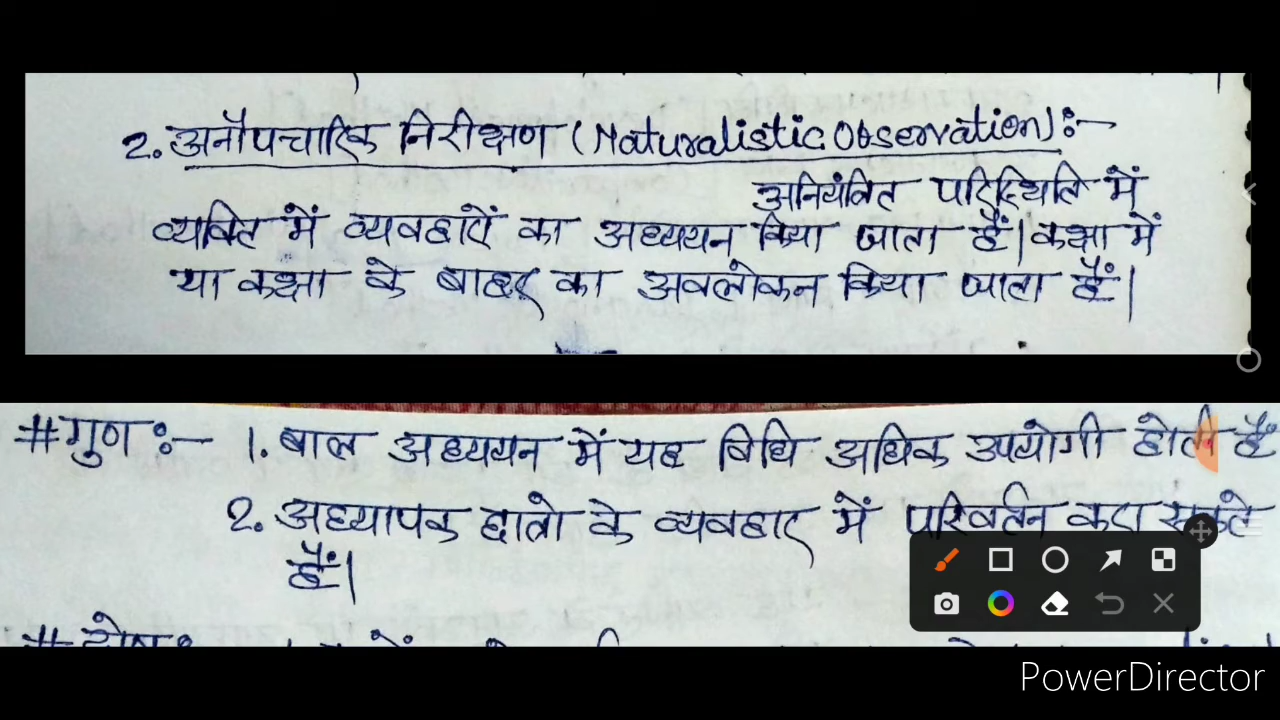 2. अनौपचारिक निरीक्षण (Naturalistic Observation):-
अनियंत्रित परिस्थिति में
व्यक्ति में व्यवहारों का अध्ययन किया जाता हैं। कक्षा में
या कक्षा के बाहर का अवलोकन किया जाता हैं।
#गुण:- 1. बाल अध्ययन में यह विधि अधिक उपयोगी होती हैं
2. अध्यापक छात्रो के व्यवहार में परिवर्तन करा सकते
हैं।
PowerDirector